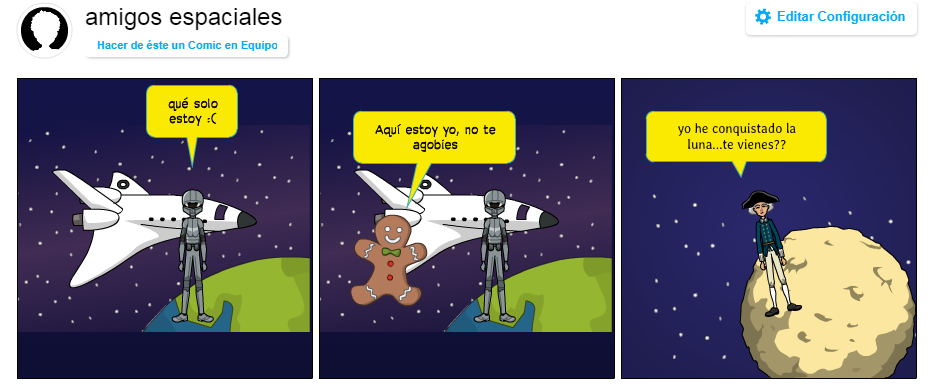 amigos espaciales
Editar Configuración
Hacer de éste un Comic en Equipo
qué solo
estoy :(
Aquí estoy yo, no te
agobies
yo he conquistado la
luna...te vienes??